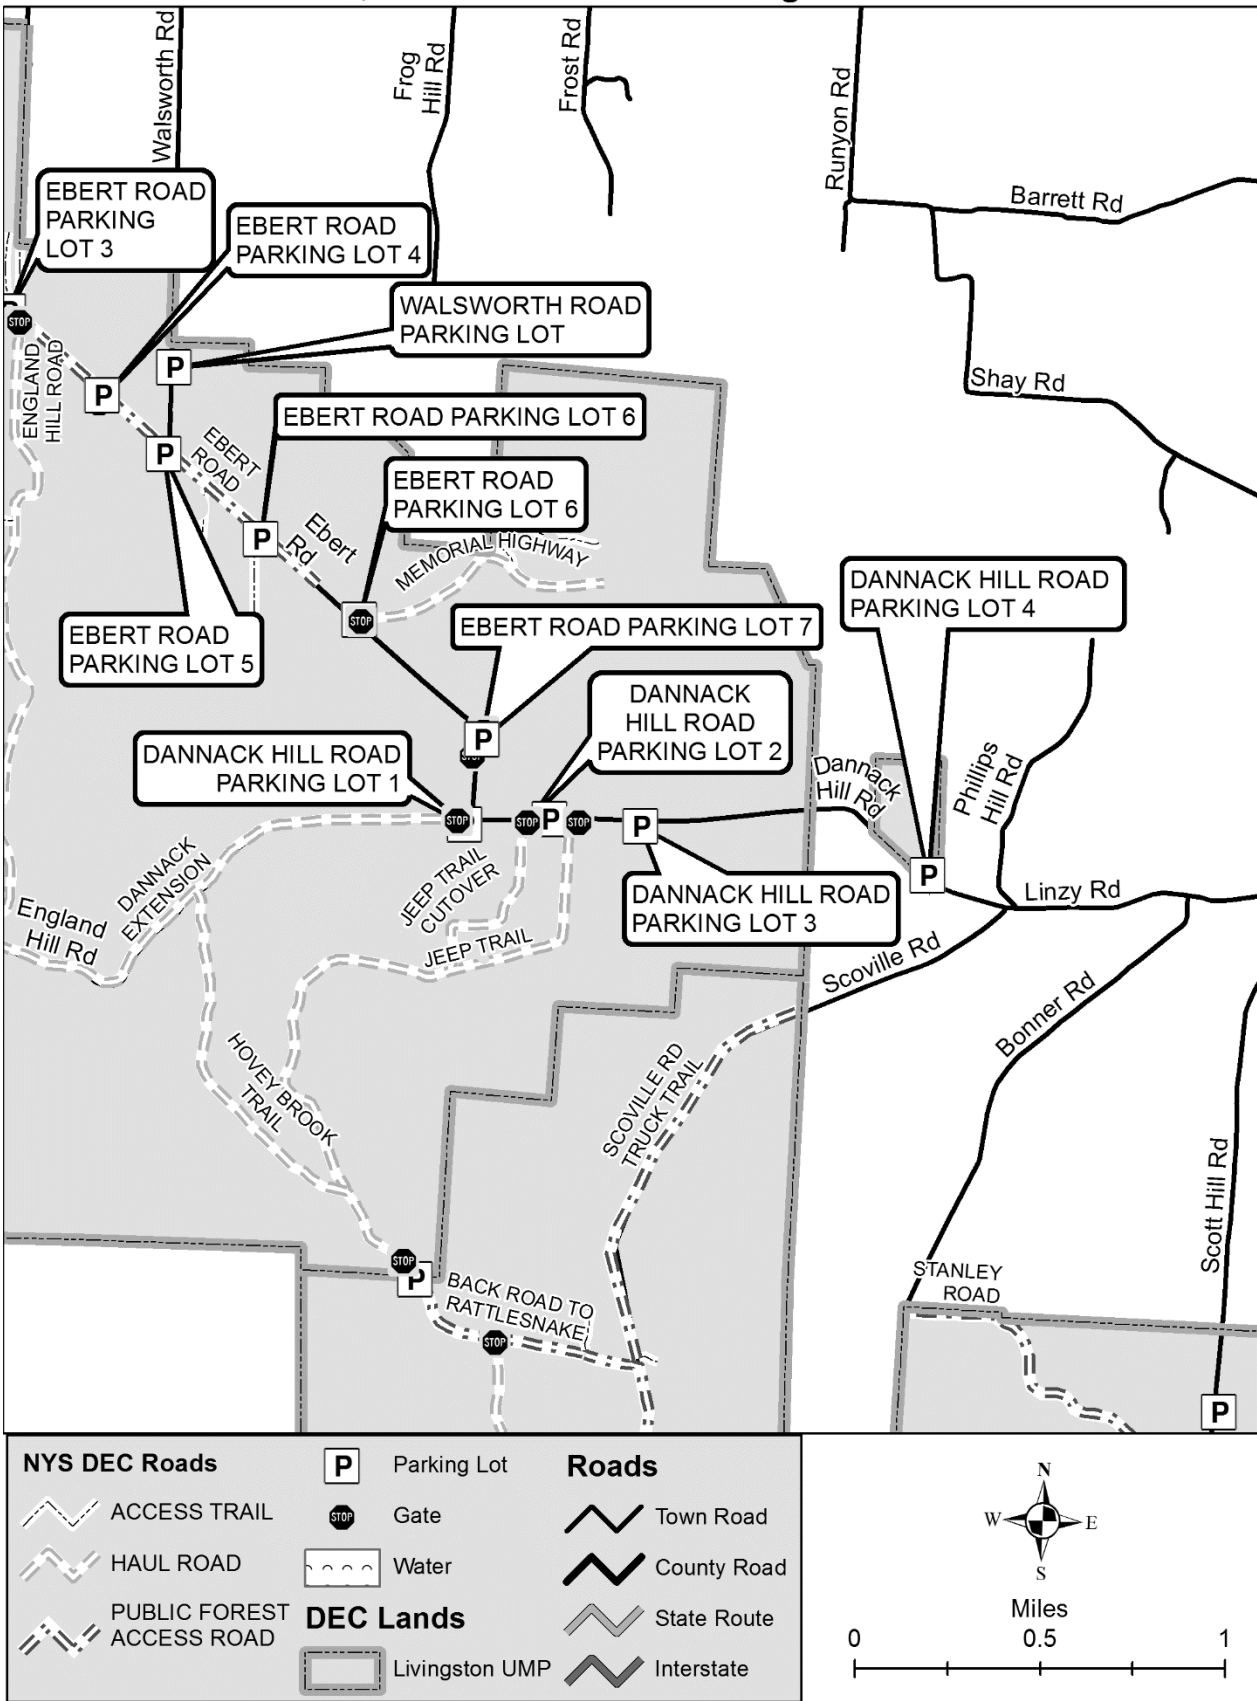 Walsworth Rd
Frog
Hill Rd
Frost Rd
Runyon Rd
Barrett Rd
EBERT ROAD
PARKING
LOT 3
EBERT ROAD
PARKING LOT 4
WALSWORTH ROAD
PARKING LOT
P
STOP
ENGLAND
HILL ROAD
P
P
Shay Rd
EBERT ROAD PARKING LOT 6
P
EBERT
ROAD
EBERT ROAD
PARKING LOT 6
P
Ebert
Rd
MEMORIAL HIGHWAY
DANNACK HILL ROAD
PARKING LOT 4
STOP
EBERT ROAD
PARKING LOT 5
EBERT ROAD PARKING LOT 7
DANNACK
HILL ROAD
PARKING LOT 2
P
STOP
DANNACK HILL ROAD
PARKING LOT 1
Dannack
Hill Rd
Phillips
Hill Rd
STOP
STOP
P
STOP
P
P
DANNACK
EXTENSION
JEEP TRAIL
CUTOVER
DANNACK HILL ROAD
PARKING LOT 3
Linzy Rd
England
Hill Rd
JEEP TRAIL
Scoville Rd
Bonner Rd
HOVEY BROOK
TRAIL
SCOVILLE RD
TRUCK TRAIL
Scott Hill Rd
STOP
P
BACK ROAD TO
RATTLESNAKE
STOP
STANLEY
ROAD
P
NYS DEC Roads
ACCESS TRAIL
HAUL ROAD
PUBLIC FOREST
ACCESS ROAD
P
Parking Lot
STOP
Gate
Water
DEC Lands
Livingston UMP
Roads
Town Road
County Road
State Route
Interstate
N
W
E
S
Miles
0
0.5
1